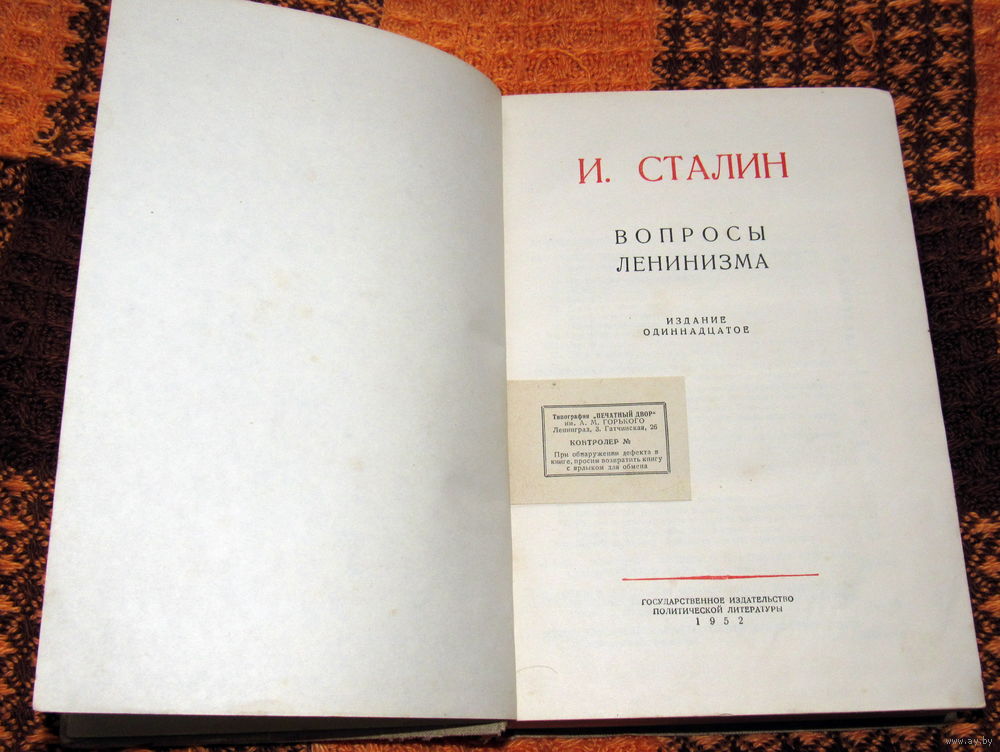 И. СТАЛИН
ВОПРОСЫ
ЛЕНИНИЗМА
ИЗДАНИЕ
ОДИННАДЦАТОЕ
Типография „ПЕЧАТНЫЙ ДВОР“
им. А. М. ГОРЬКОГО
Ленинград, 3. Гатчинская, 26
КОНТРОЛЕР №
При обнаружении дефекта в
книге, просим возвратить книгу
с ярлыком для обмена
ГОСУДАРСТВЕННОЕ ИЗДАТЕЛЬСТВО
ПОЛИТИЧЕСКОЙ ЛИТЕРАТУРЫ
1952
www.ay.by